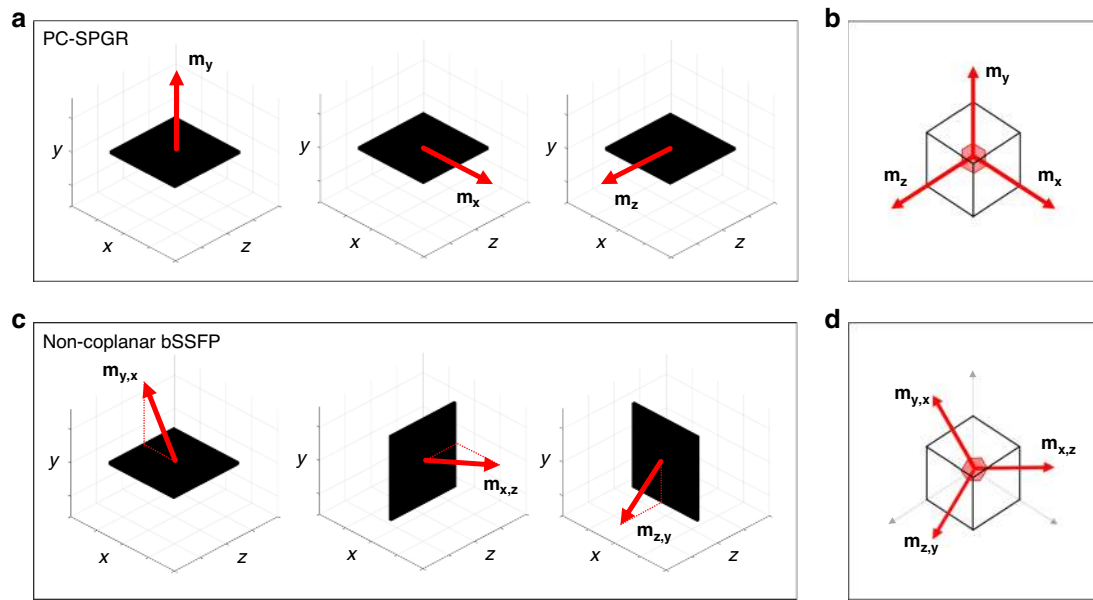 a
PC-SPGR
m_y
y
x
z
m_x
y
x
z
m_z
y
x
z
b
m_y
m_z
m_x
c
Non-coplanar bSSFP
m_y,x
y
x
z
m_x,z
y
x
z
m_z,y
y
x
z
d
m_y,x
m_x,z
m_z,y